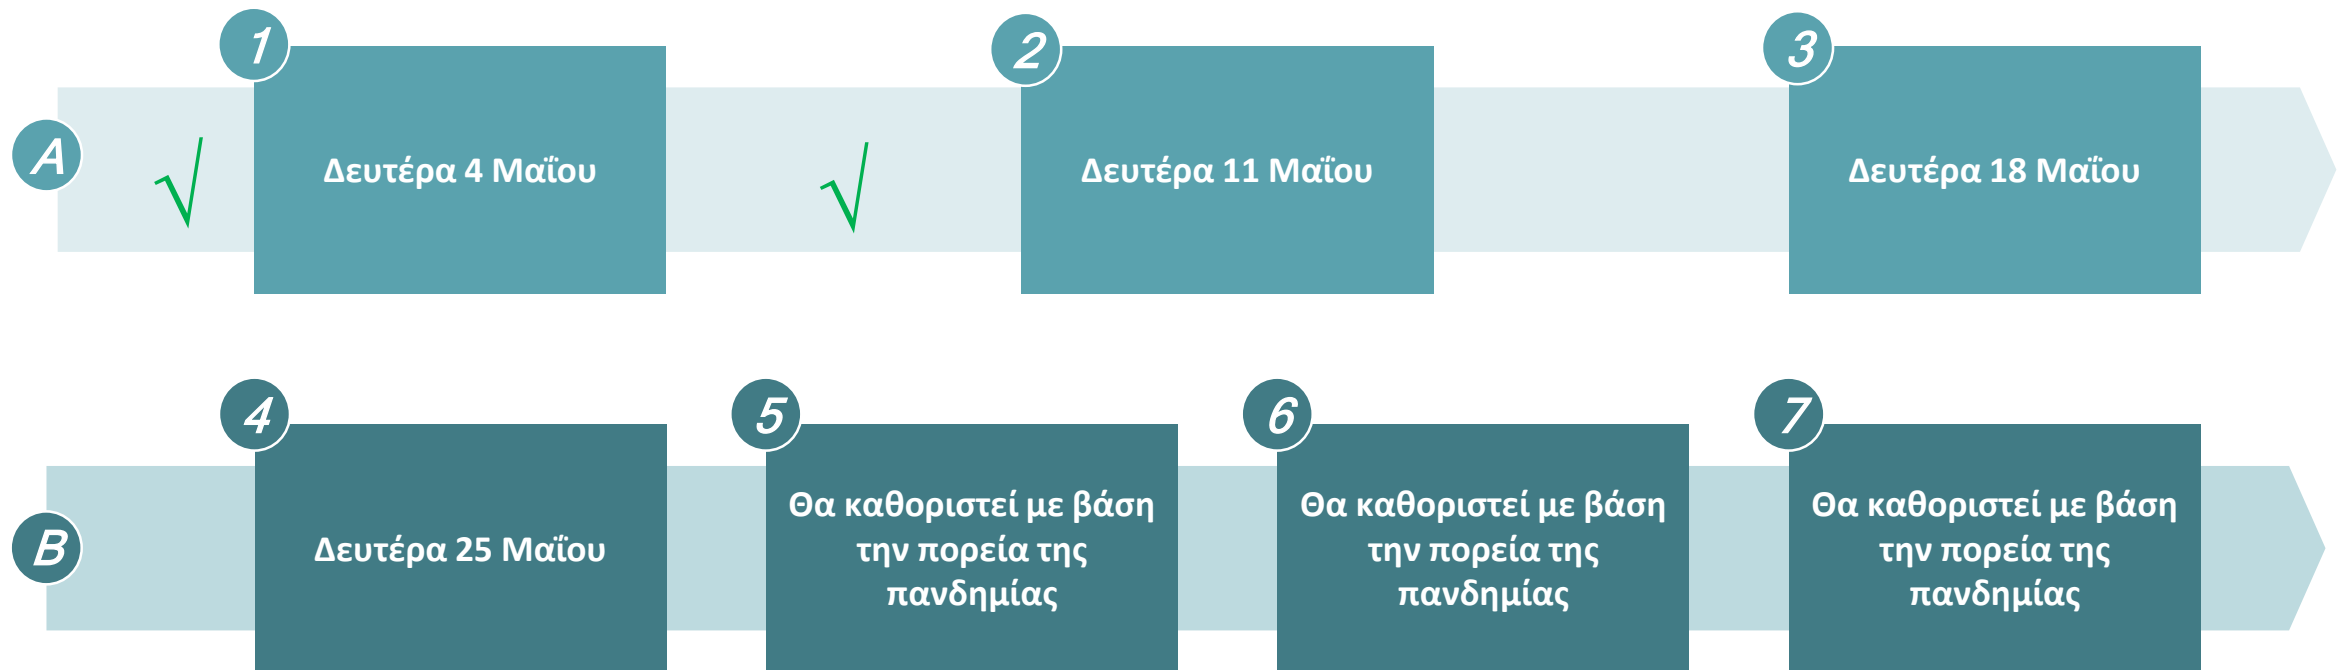 1
2
3
A
√
Δευτέρα 4 Μαΐου
√
Δευτέρα 11 Μαΐου
Δευτέρα 18 Μαΐου
4
5
6
7
B
Δευτέρα 25 Μαΐου
Θα καθοριστεί με βάση
την πορεία της
πανδημίας
Θα καθοριστεί με βάση
την πορεία της
πανδημίας
Θα καθοριστεί με βάση
την πορεία της
πανδημίας